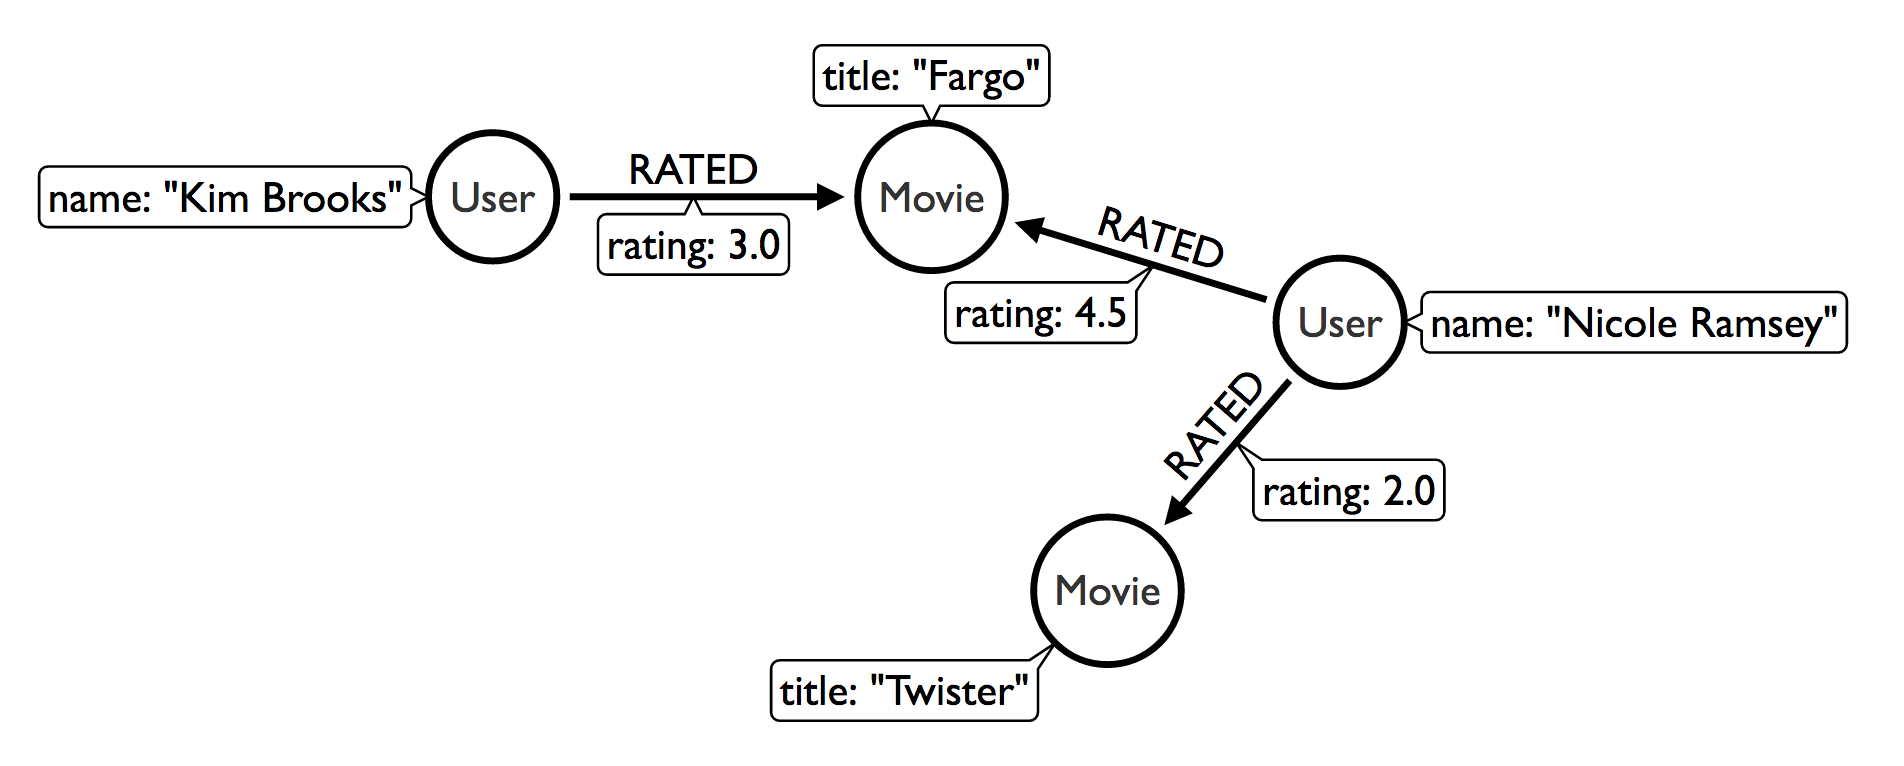 title: "Fargo"
name: "Kim Brooks"
User
RATED
rating: 3.0
Movie
RATED
rating: 4.5
User
name: "Nicole Ramsey"
RATED
rating: 2.0
Movie
title: "Twister"